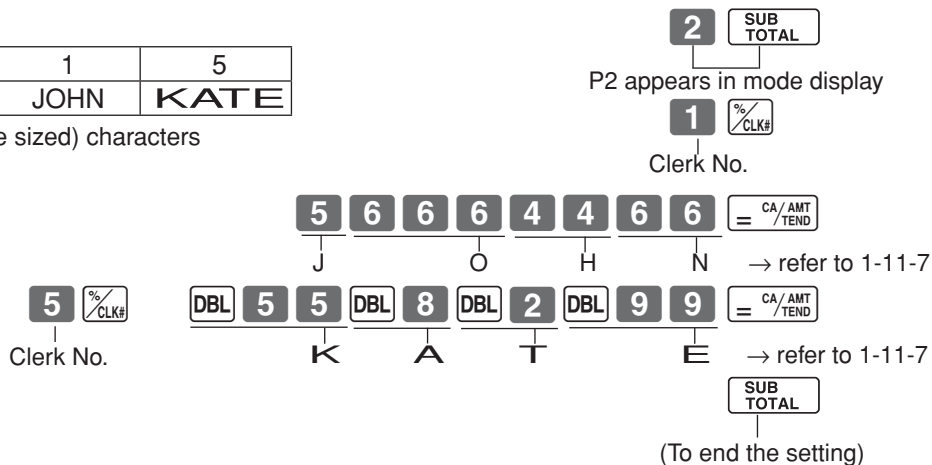 2 SUB TOTAL
P2 appears in mode display
1 5
JOHN KATE
e sized) characters
1 %/CLK#
Clerk No.
5 6 6 6 4 4 6 6 = CA/AMT TEND
J O H N → refer to 1-11-7
5 %/CLK# DBL 5 5 DBL 8 DBL 2 DBL 9 9 = CA/AMT TEND
Clerk No. K A T E → refer to 1-11-7
SUB TOTAL
(To end the setting)